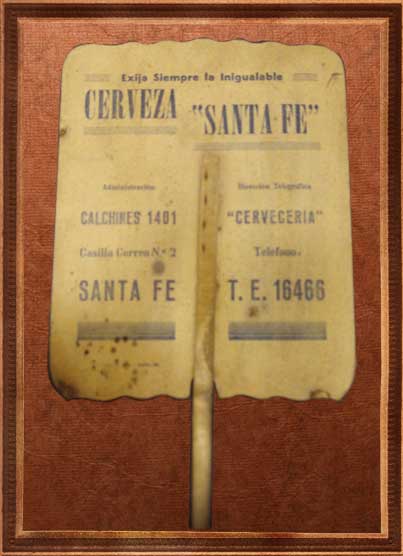 Exija Siempre la Inigualable
CERVEZA "SANTA FE"
Administración
CALCHINES 1401
Casilla Correo N.º 2
SANTA FE
Dirección Telegráfica
"CERVECERIA"
Telefono:
T. E. 16466